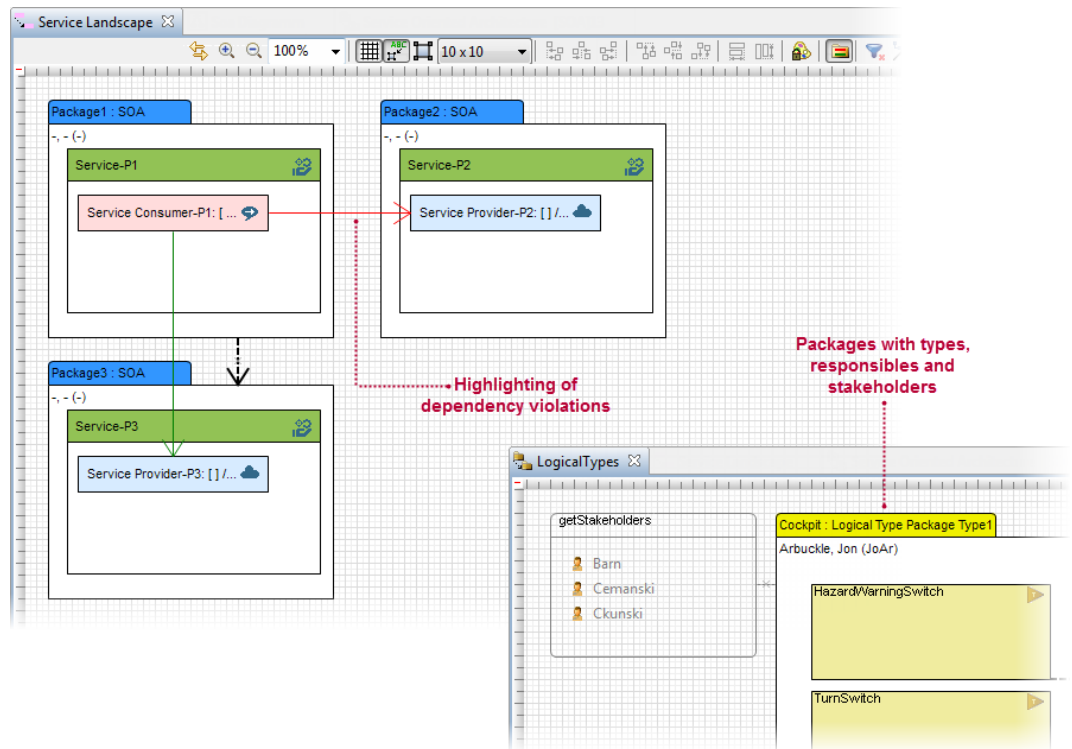 Service Landscape
100%
ABC
10 x 10
Package1 : SOA
-, - (-)
Service-P1
Service Consumer-P1: [ ...
Package2 : SOA
-, - (-)
Service-P2
Service Provider-P2: [ ] /...
Package3 : SOA
-, - (-)
Service-P3
Service Provider-P3: [ ] /...
Highlighting of
dependency violations
Packages with types,
responsibles and
stakeholders
LogicalTypes
getStakeholders
Barn
Cemanski
Ckunski
Cockpit : Logical Type Package Type1
Arbuckle, Jon (JoAr)
HazardWarningSwitch
TurnSwitch